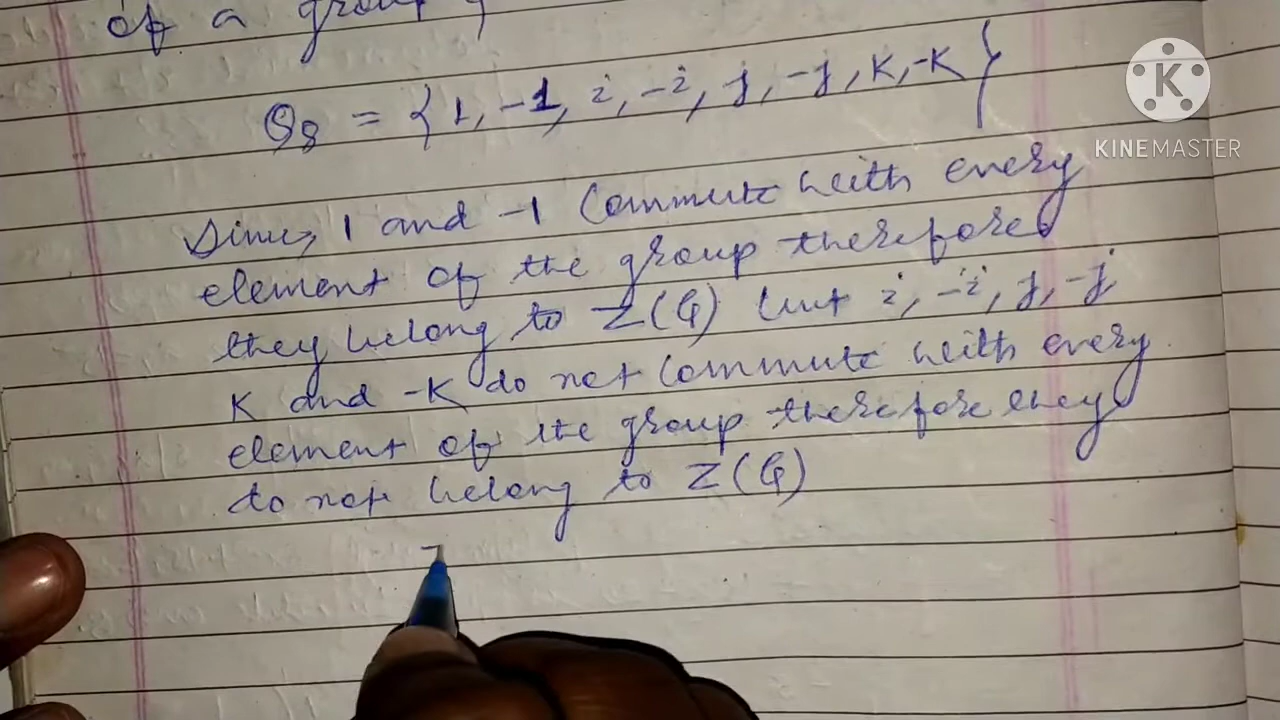 of a group
Q8 = { 1, -1, i, -i, j, -j, K, -K }
K
KINEMASTER
Since, 1 and -1 Commute with every
element of the group therefore
they belong to Z(G) but i, -i, j, -j
K and -K do not Commute with every
element of the group therefore they
do not belong to Z(G)